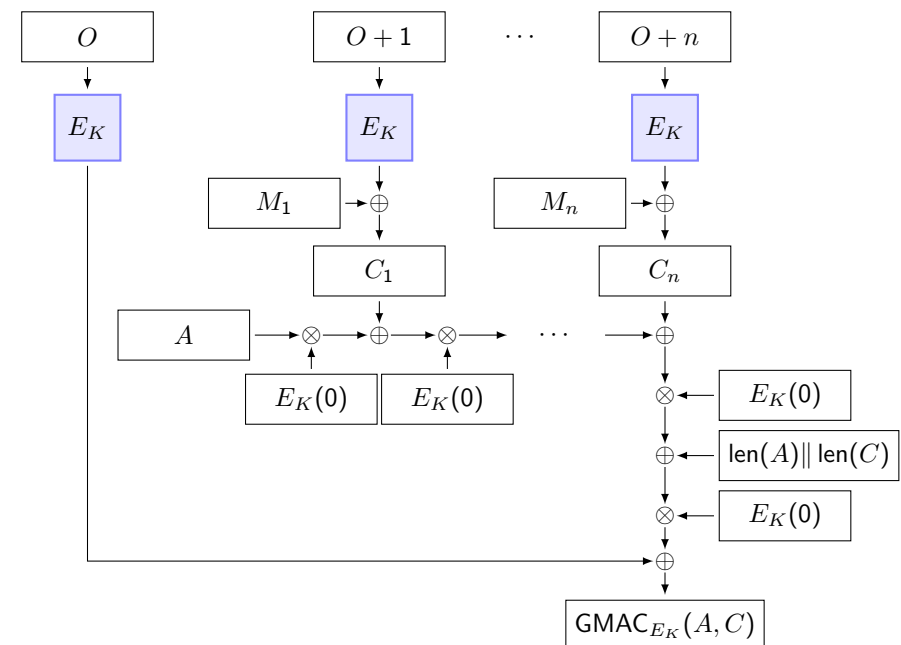 O O + 1 ⋯ O + n
E_K E_K E_K
M_1 ⊕ M_n ⊕
C_1 C_n
A ⊗ ⊕ ⊗ ⋯ ⊕
E_K(0) E_K(0) ⊗ E_K(0)
⊕ len(A)‖ len(C)
⊗ E_K(0)
⊕
GMAC_{E_K}(A, C)